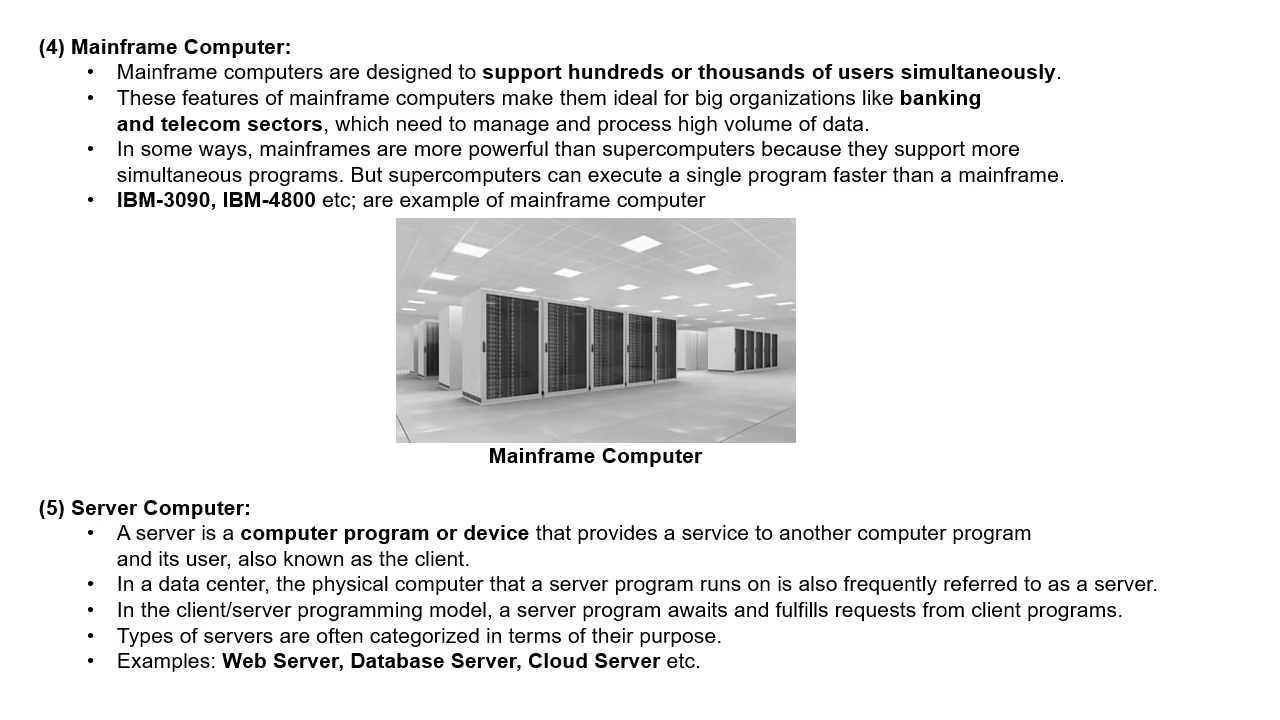 (4) Mainframe Computer:
• Mainframe computers are designed to support hundreds or thousands of users simultaneously.
• These features of mainframe computers make them ideal for big organizations like banking
and telecom sectors, which need to manage and process high volume of data.
• In some ways, mainframes are more powerful than supercomputers because they support more
simultaneous programs. But supercomputers can execute a single program faster than a mainframe.
• IBM-3090, IBM-4800 etc; are example of mainframe computer
Mainframe Computer
(5) Server Computer:
• A server is a computer program or device that provides a service to another computer program
and its user, also known as the client.
• In a data center, the physical computer that a server program runs on is also frequently referred to as a server.
• In the client/server programming model, a server program awaits and fulfills requests from client programs.
• Types of servers are often categorized in terms of their purpose.
• Examples: Web Server, Database Server, Cloud Server etc.